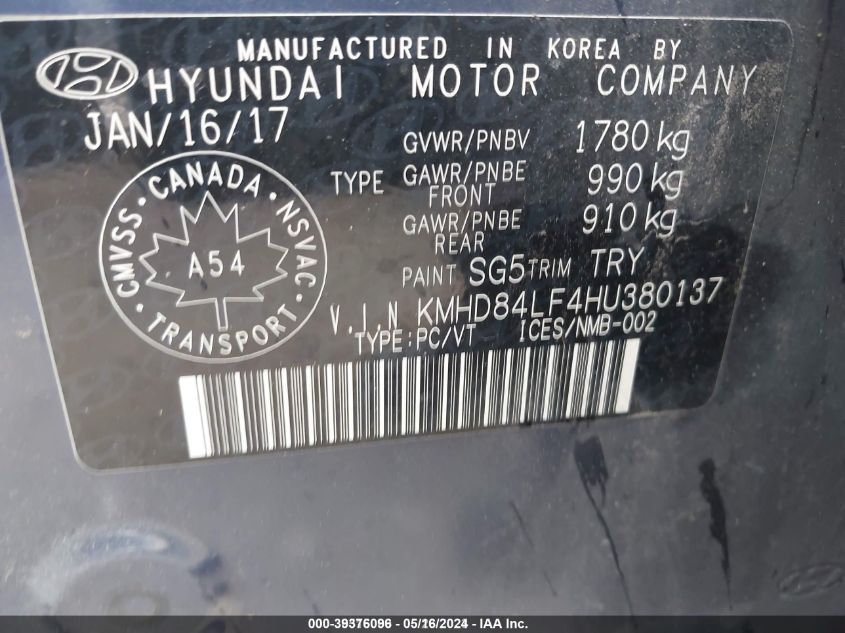 MANUFACTURED IN KOREA BY
HYUNDAI MOTOR COMPANY
JAN/16/17
GVWR/PNBV 1780 kg
TYPE GAWR/PNBE FRONT 990 kg
GAWR/PNBE REAR 910 kg
CANADA · NSVAC · TRANSPORT · CMVSS ·
A54
PAINT SG5 TRIM TRY
V.I.N KMHD84LF4HU380137
TYPE:PC/VT ICES/NMB-002
000-39376096 - 05/16/2024 - IAA Inc.